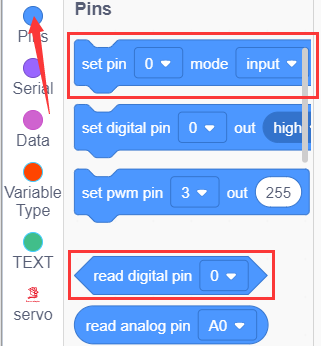 Pins
Pins
set pin 0 mode input
Serial
set digital pin 0 out high
Data
set pwm pin 3 out 255
Variable
Type
read digital pin 0
TEXT
servo
read analog pin A0